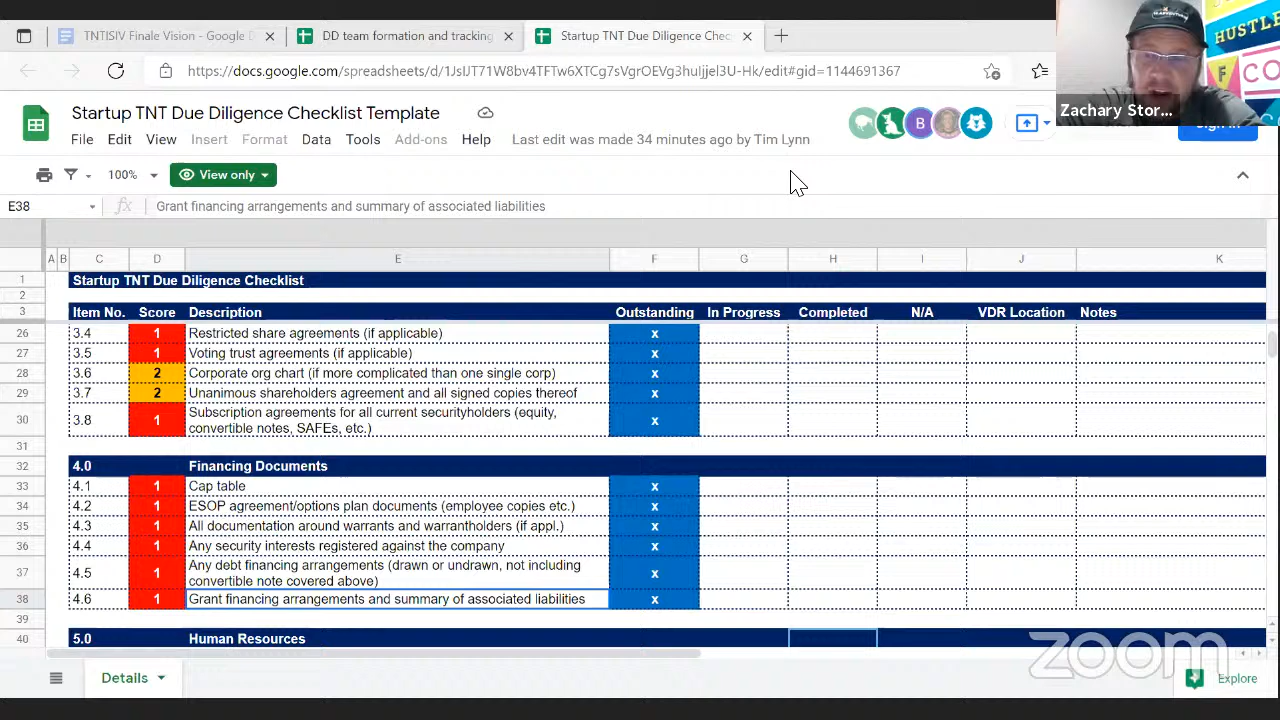 TNTISIV Finale Vision - Google D
DD team formation and tracking
Startup TNT Due Diligence Chec
https://docs.google.com/spreadsheets/d/1JsIJT71W8bv4TFTw6XTCg7sVgrOEVg3huIjjel3U-Hk/edit#gid=1144691367
HUSTLE
F
CO
Zachary Stor...
Startup TNT Due Diligence Checklist Template
File Edit View Insert Format Data Tools Add-ons Help Last edit was made 34 minutes ago by Tim Lynn
B
Sign in
100% View only
E38 fx Grant financing arrangements and summary of associated liabilities
A B C D E F G H I J K
1 Startup TNT Due Diligence Checklist
2
3 Item No. Score Description Outstanding In Progress Completed N/A VDR Location Notes
26 3.4 1 Restricted share agreements (if applicable) x
27 3.5 1 Voting trust agreements (if applicable) x
28 3.6 2 Corporate org chart (if more complicated than one single corp) x
29 3.7 2 Unanimous shareholders agreement and all signed copies thereof x
30 3.8 1 Subscription agreements for all current securityholders (equity, x
convertible notes, SAFEs, etc.)
31
32 4.0 Financing Documents
33 4.1 1 Cap table x
34 4.2 1 ESOP agreement/options plan documents (employee copies etc.) x
35 4.3 1 All documentation around warrants and warrantholders (if appl.) x
36 4.4 1 Any security interests registered against the company x
37 4.5 1 Any debt financing arrangements (drawn or undrawn, not including x
convertible note covered above)
38 4.6 1 Grant financing arrangements and summary of associated liabilities x
39
40 5.0 Human Resources
zoom
Details
Explore